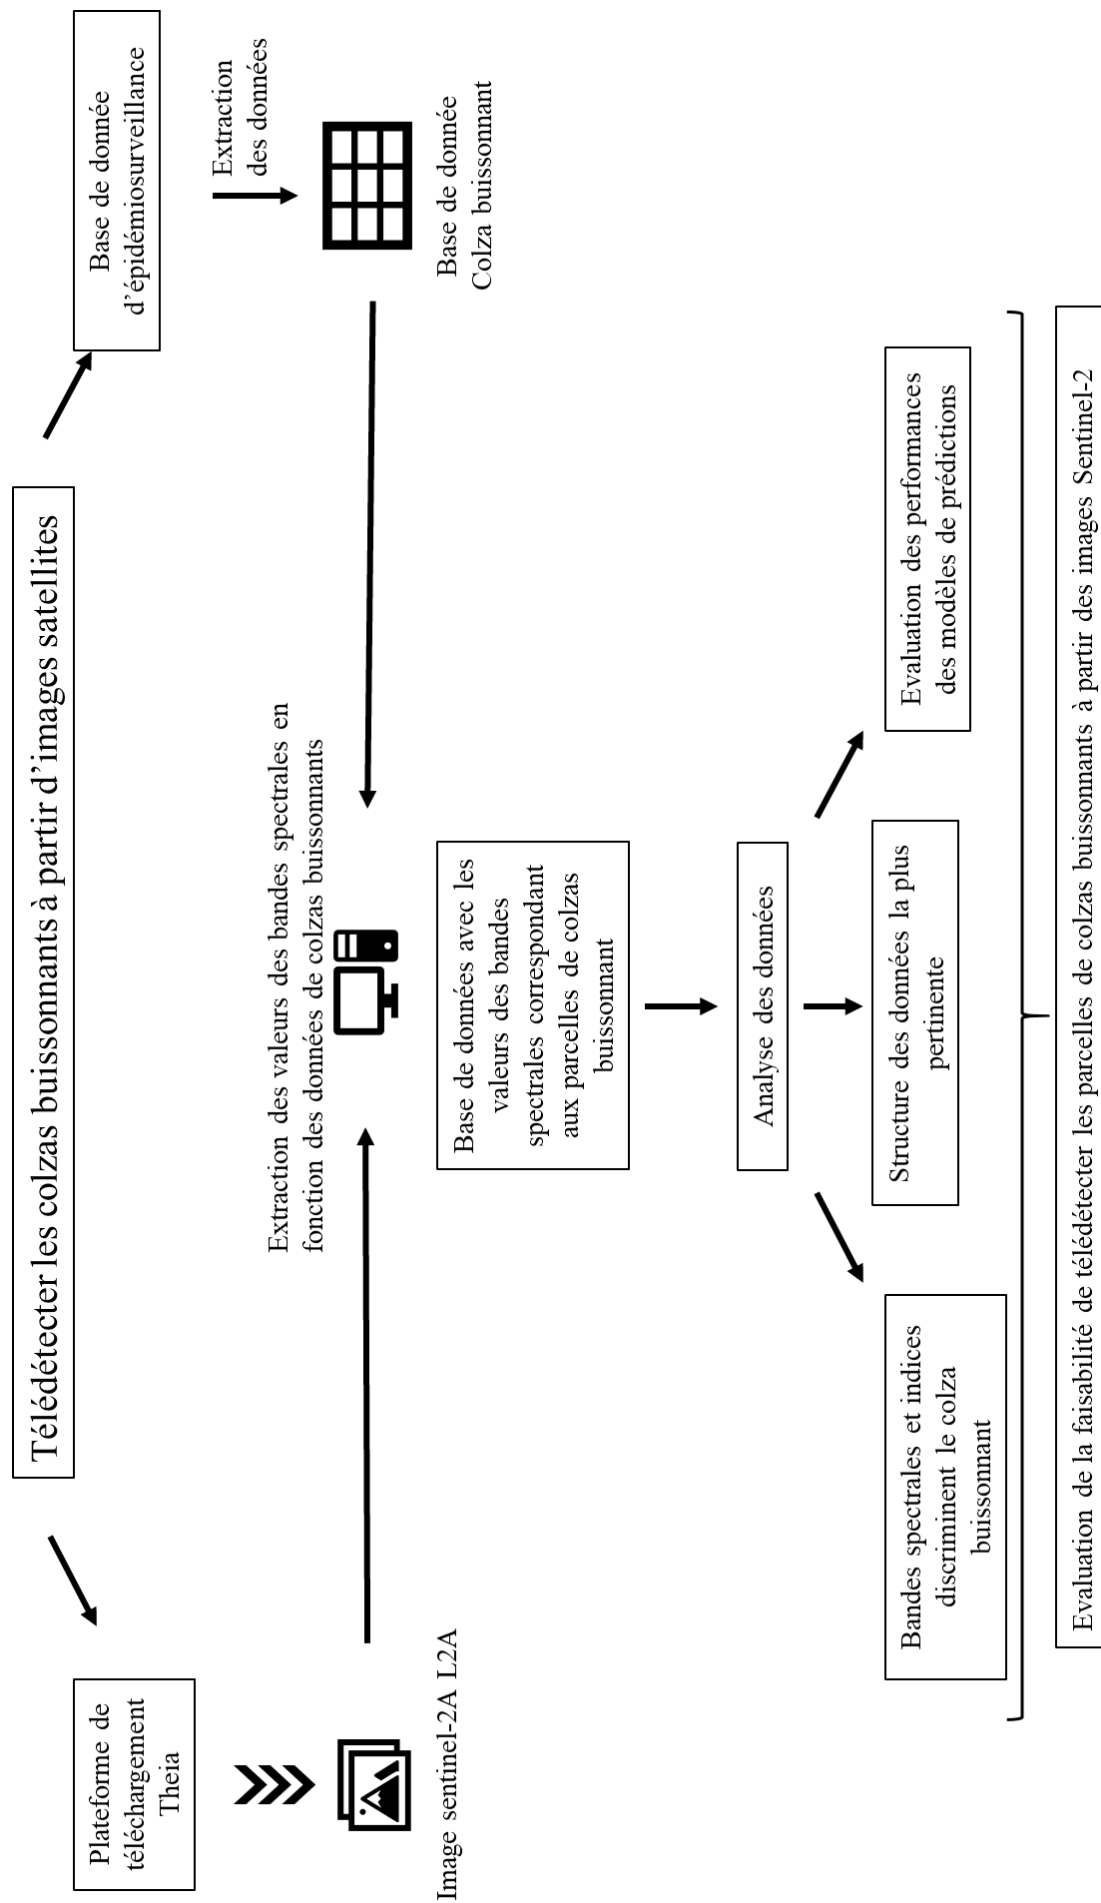 Télédétecter les colzas buissonnants à partir d'images satellites
Plateforme de
téléchargement
Theia
Base de donnée
d'épidémiosurveillance
Extraction
des données
Image sentinel-2A L2A
Extraction des valeurs des bandes spectrales en
fonction des données de colzas buissonnants
Base de donnée
Colza buissonnant
Base de données avec les
valeurs des bandes
spectrales correspondant
aux parcelles de colzas
buissonnant
Analyse des données
Bandes spectrales et indices
discriminent le colza
buissonnant
Structure des données la plus
pertinente
Evaluation des performances
des modèles de prédictions
Evaluation de la faisabilité de télédétecter les parcelles de colzas buissonnants à partir des images Sentinel-2